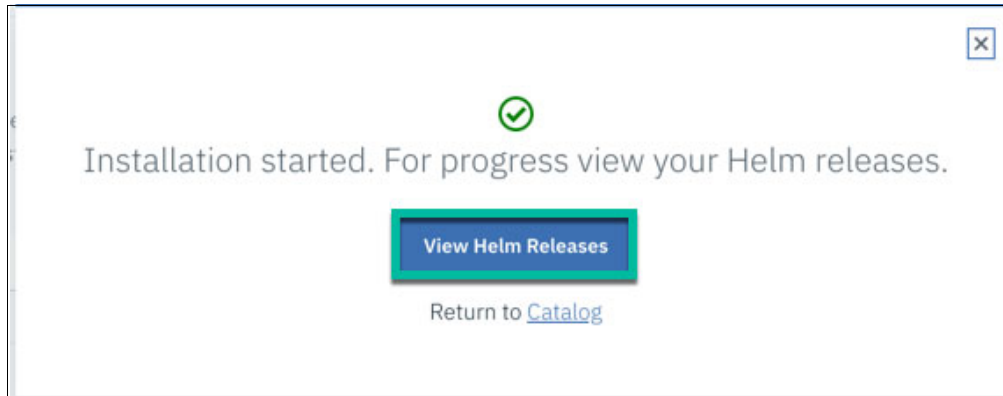 Installation started. For progress view your Helm releases.
View Helm Releases
Return to Catalog